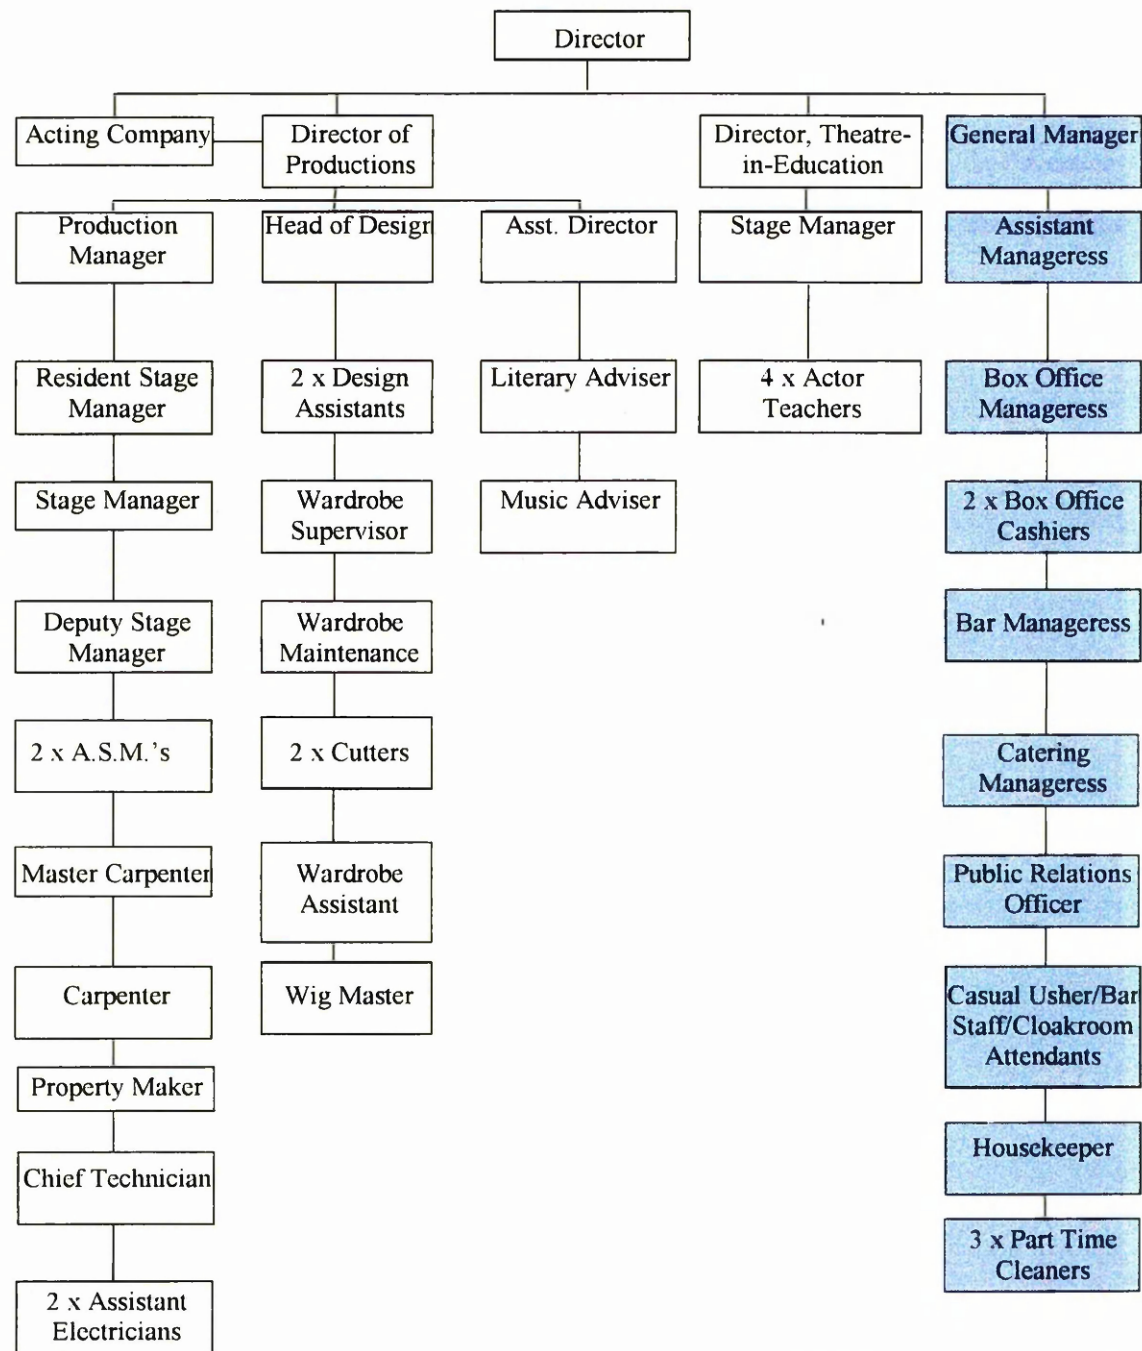 Director
Acting Company
Director of
Productions
Director, Theatre-
in-Education
General Manager
Production
Manager
Head of Design
Asst. Director
Stage Manager
Assistant
Manageress
Resident Stage
Manager
2 x Design
Assistants
Literary Adviser
4 x Actor
Teachers
Box Office
Manageress
Stage Manager
Wardrobe
Supervisor
Music Adviser
2 x Box Office
Cashiers
Deputy Stage
Manager
Wardrobe
Maintenance
Bar Manageress
2 x A.S.M.'s
2 x Cutters
Catering
Manageress
Master Carpenter
Wardrobe
Assistant
Public Relations
Officer
Carpenter
Wig Master
Casual Usher/Bar
Staff/Cloakroom
Attendants
Property Maker
Chief Technician
Housekeeper
3 x Part Time
Cleaners
2 x Assistant
Electricians